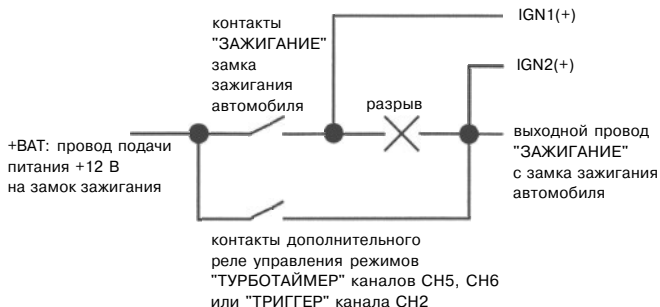 контакты
"ЗАЖИГАНИЕ"
замка
зажигания
автомобиля
IGN1(+)
IGN2(+)
разрыв
+BAT: провод подачи
питания +12 В
на замок зажигания
выходной провод
"ЗАЖИГАНИЕ"
с замка зажигания
автомобиля
контакты дополнительного
реле управления режимов
"ТУРБОТАЙМЕР" каналов CH5, CH6
или "ТРИГГЕР" канала CH2